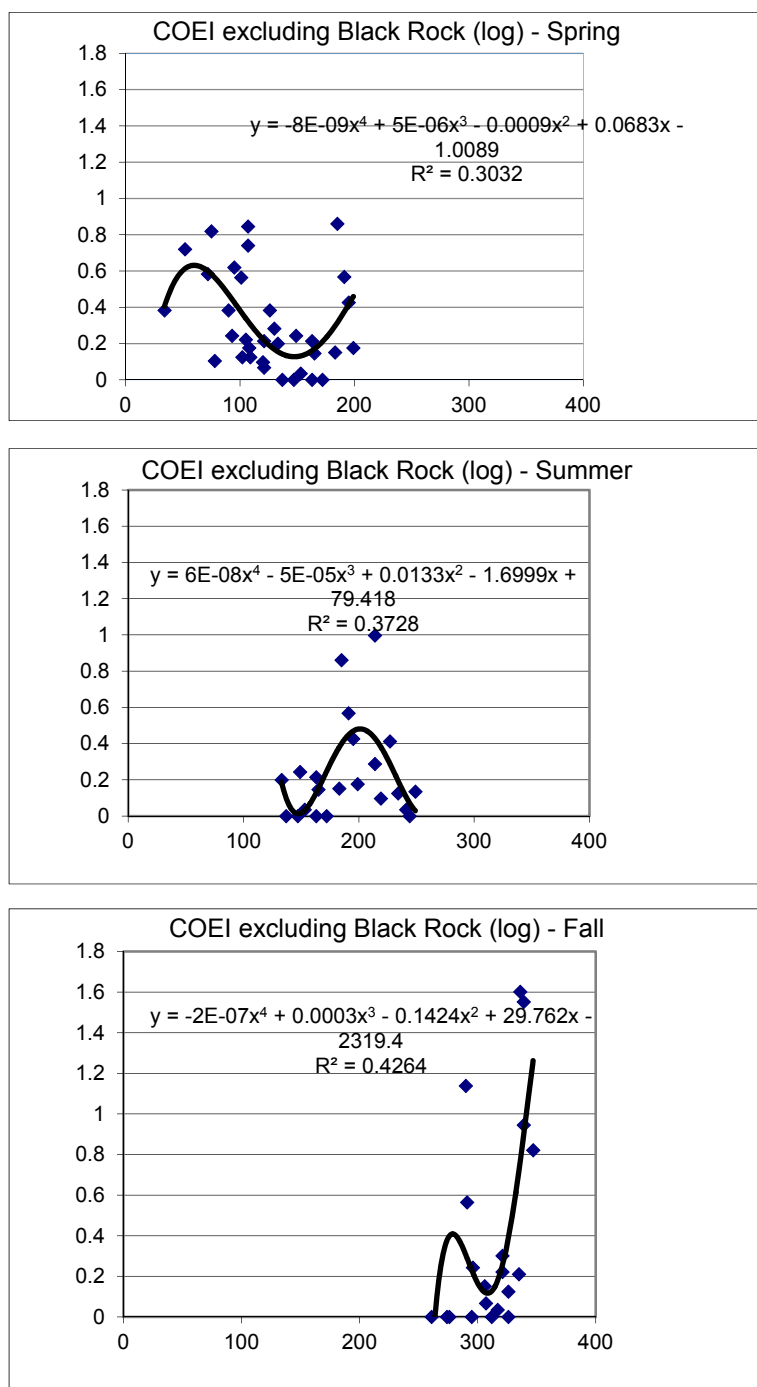 COEI excluding Black Rock (log) - Spring
1.8
1.6
1.4
1.2
1
0.8
0.6
0.4
0.2
0
y = -8E-09x⁴ + 5E-06x³ - 0.0009x² + 0.0683x -
1.0089
R² = 0.3032
0 100 200 300 400
COEI excluding Black Rock (log) - Summer
1.8
1.6
1.4
1.2
1
0.8
0.6
0.4
0.2
0
y = 6E-08x⁴ - 5E-05x³ + 0.0133x² - 1.6999x +
79.418
R² = 0.3728
0 100 200 300 400
COEI excluding Black Rock (log) - Fall
1.8
1.6
1.4
1.2
1
0.8
0.6
0.4
0.2
0
y = -2E-07x⁴ + 0.0003x³ - 0.1424x² + 29.762x -
2319.4
R² = 0.4264
0 100 200 300 400